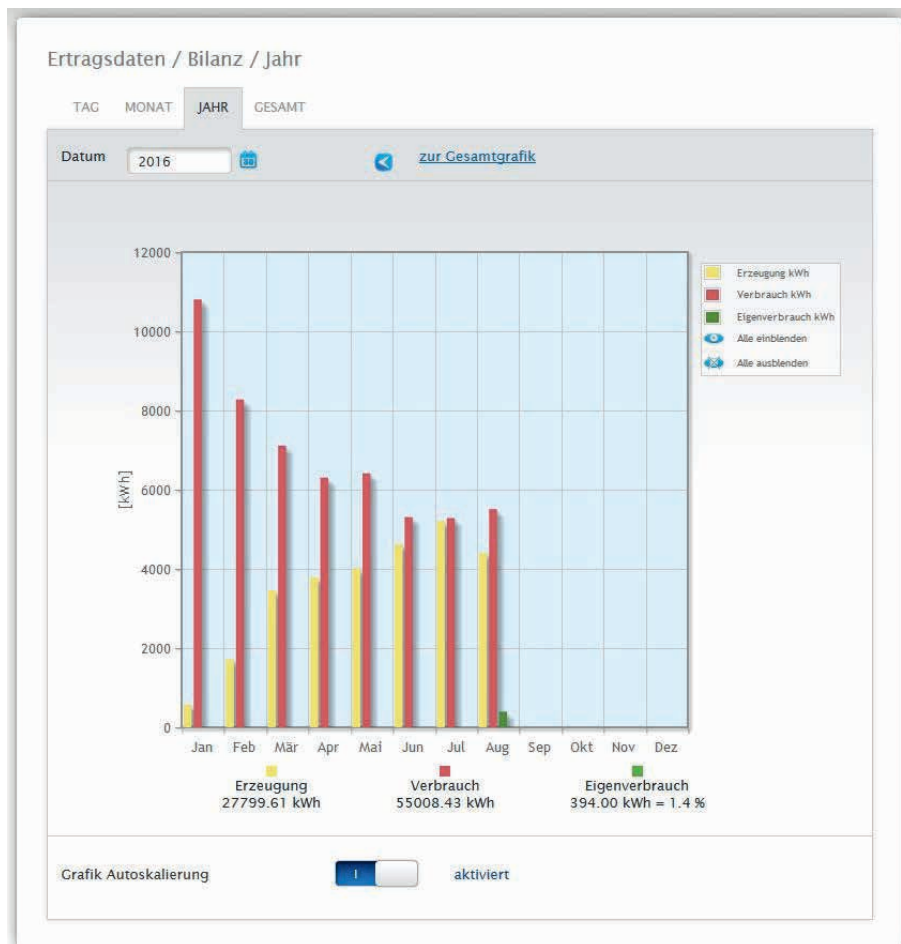 Ertragsdaten / Bilanz / Jahr
TAG MONAT JAHR GESAMT
Datum 2016 zur Gesamtgrafik
12000
10000
8000
6000
4000
2000
0
[kWh]
Erzeugung kWh
Verbrauch kWh
Eigenverbrauch kWh
Alle einblenden
Alle ausblenden
Jan Feb Mär Apr Mai Jun Jul Aug Sep Okt Nov Dez
Erzeugung Verbrauch Eigenverbrauch
27799.61 kWh 55008.43 kWh 394.00 kWh = 1.4 %
Grafik Autoskalierung I aktiviert